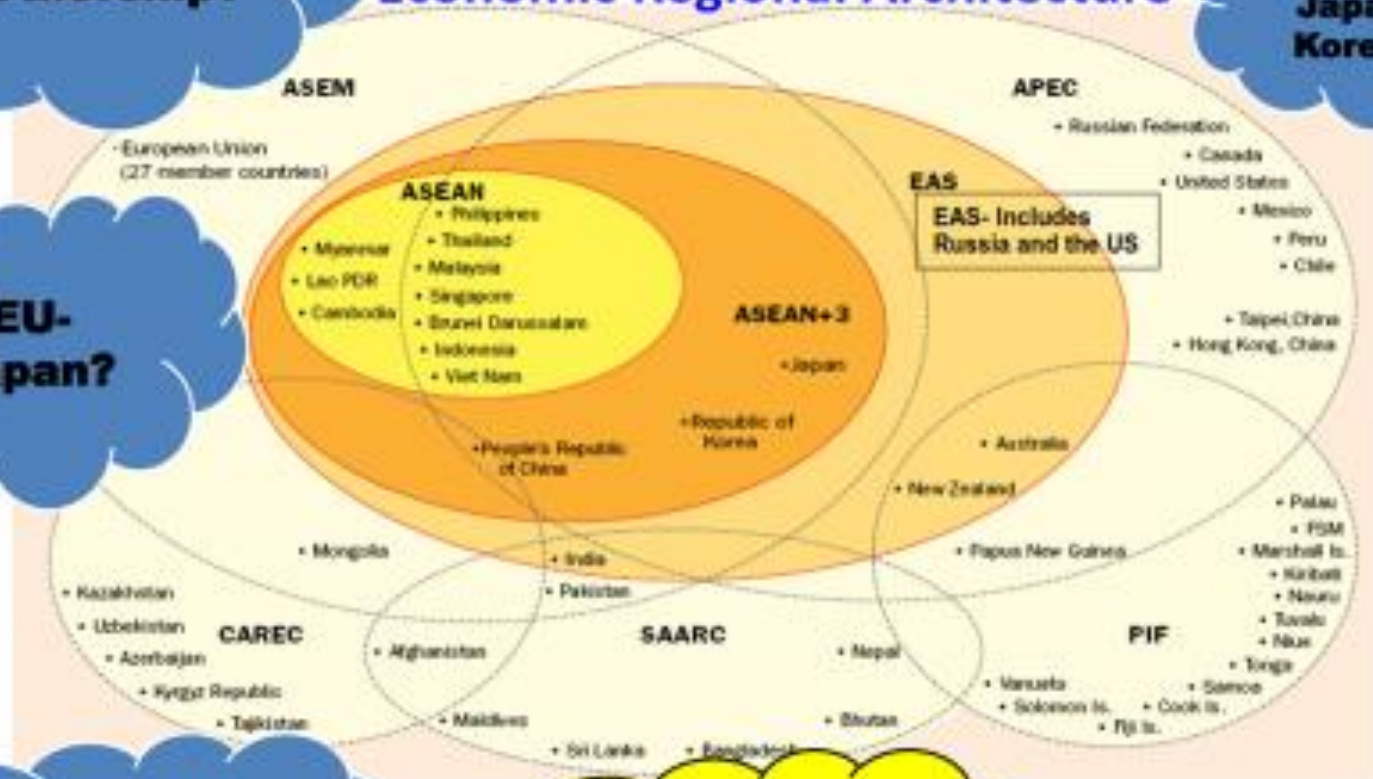 Economic Regional Architecture
Japa
Kore
ASEM
APEC
• Russian Federation
• Canada
• United States
• Mexico
• Peru
• Chile
• Taipei,China
• Hong Kong, China
•European Union
(27 member countries)
ASEAN
• Philippines
• Thailand
• Malaysia
• Singapore
• Brunei Darussalam
• Indonesia
• Viet Nam
• Myanmar
• Lao PDR
• Cambodia
EAS
EAS- Includes
Russia and the US
EU-
pan?
ASEAN+3
•Japan
•Republic of
Korea
•People's Republic
of China
• Australia
• New Zealand
• Papua New Guinea
• Palau
• FSM
• Marshall Is.
• Kiribati
• Nauru
• Tuvalu
• Niue
• Tonga
• Samoa
• Cook Is.
• Fiji Is.
• Solomon Is.
• Vanuatu
PIF
• Mongolia
• India
• Pakistan
• Kazakhstan
• Uzbekistan
• Azerbaijan
• Kyrgyz Republic
• Tajikistan
CAREC
SAARC
• Afghanistan
• Nepal
• Maldives
• Bhutan
• Sri Lanka
• Bangladesh